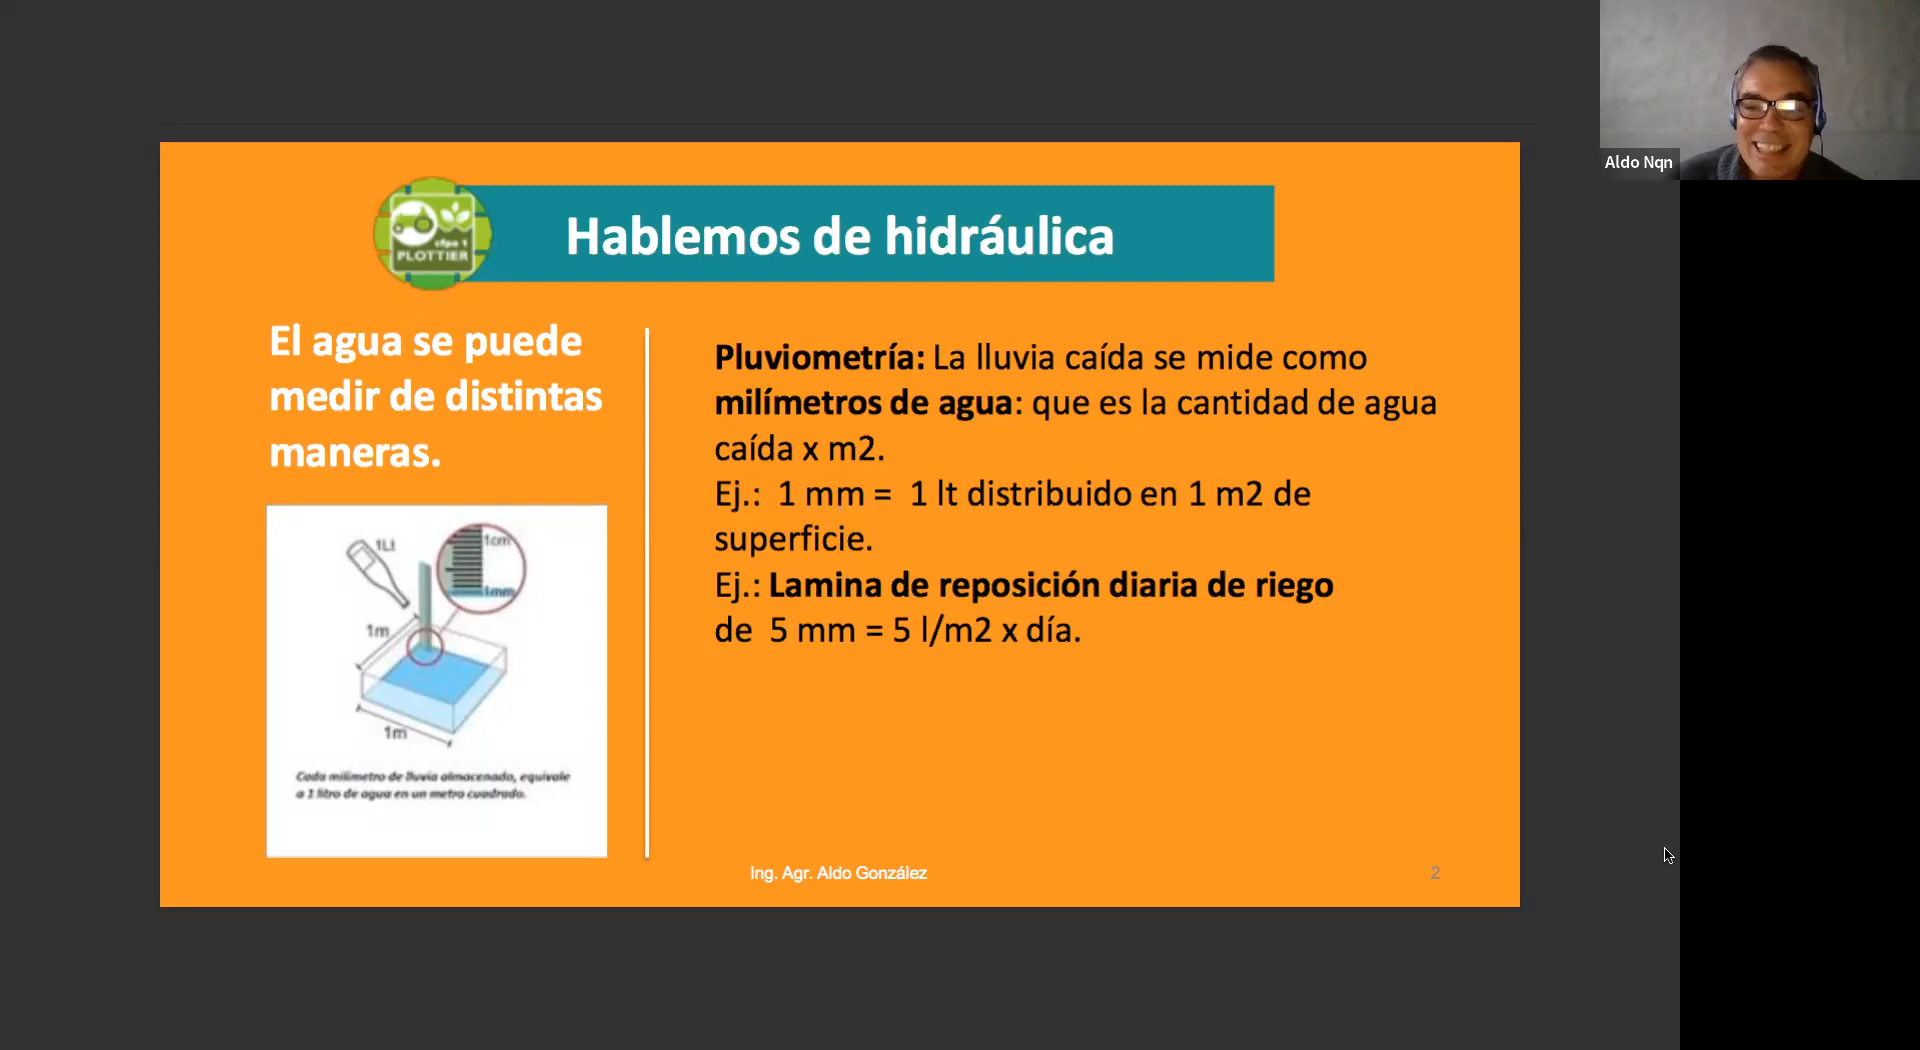 Aldo Nqn
cfpa 1
PLOTTIER
Hablemos de hidráulica
El agua se puede
medir de distintas
maneras.
1Lt
1cm
1mm
1m
1m
Cada milímetro de lluvia almacenado, equivale
a 1 litro de agua en un metro cuadrado.
Pluviometría: La lluvia caída se mide como
milímetros de agua: que es la cantidad de agua
caída x m2.
Ej.: 1 mm = 1 lt distribuido en 1 m2 de
superficie.
Ej.: Lamina de reposición diaria de riego
de 5 mm = 5 l/m2 x día.
Ing. Agr. Aldo González
2